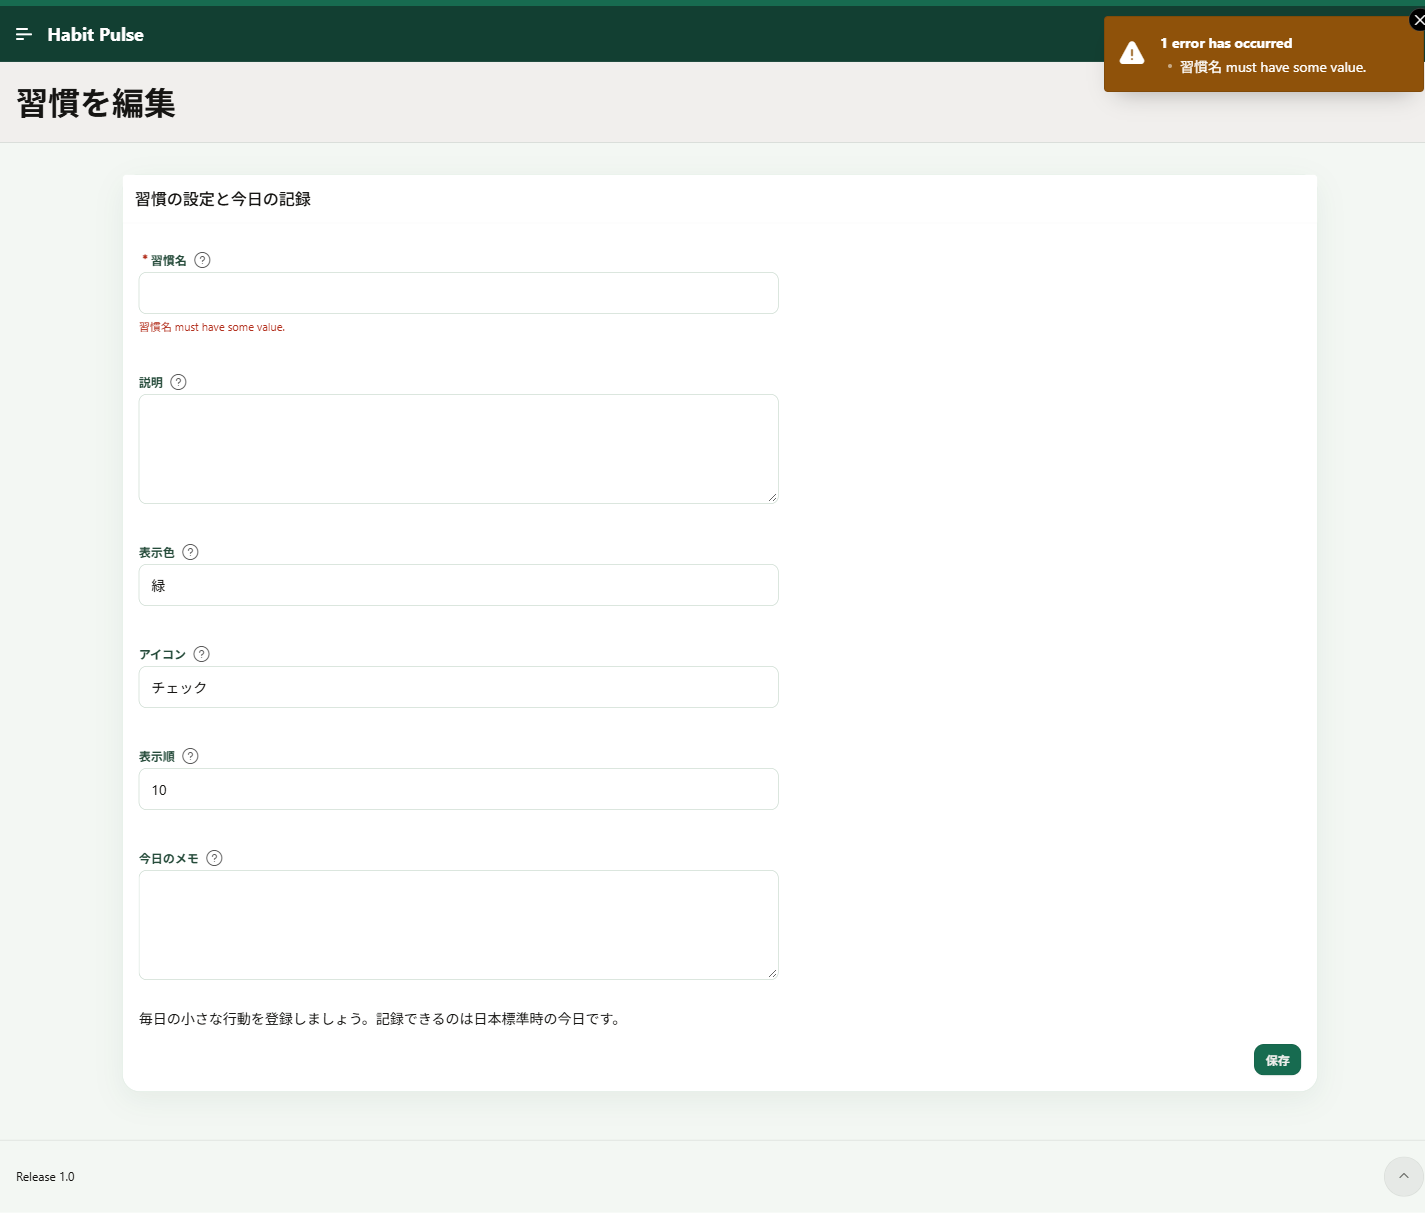 Habit Pulse
1 error has occurred
習慣名 must have some value.
習慣を編集
習慣の設定と今日の記録
* 習慣名
習慣名 must have some value.
説明
表示色
緑
アイコン
チェック
表示順
10
今日のメモ
毎日の小さな行動を登録しましょう。記録できるのは日本標準時の今日です。
保存
Release 1.0